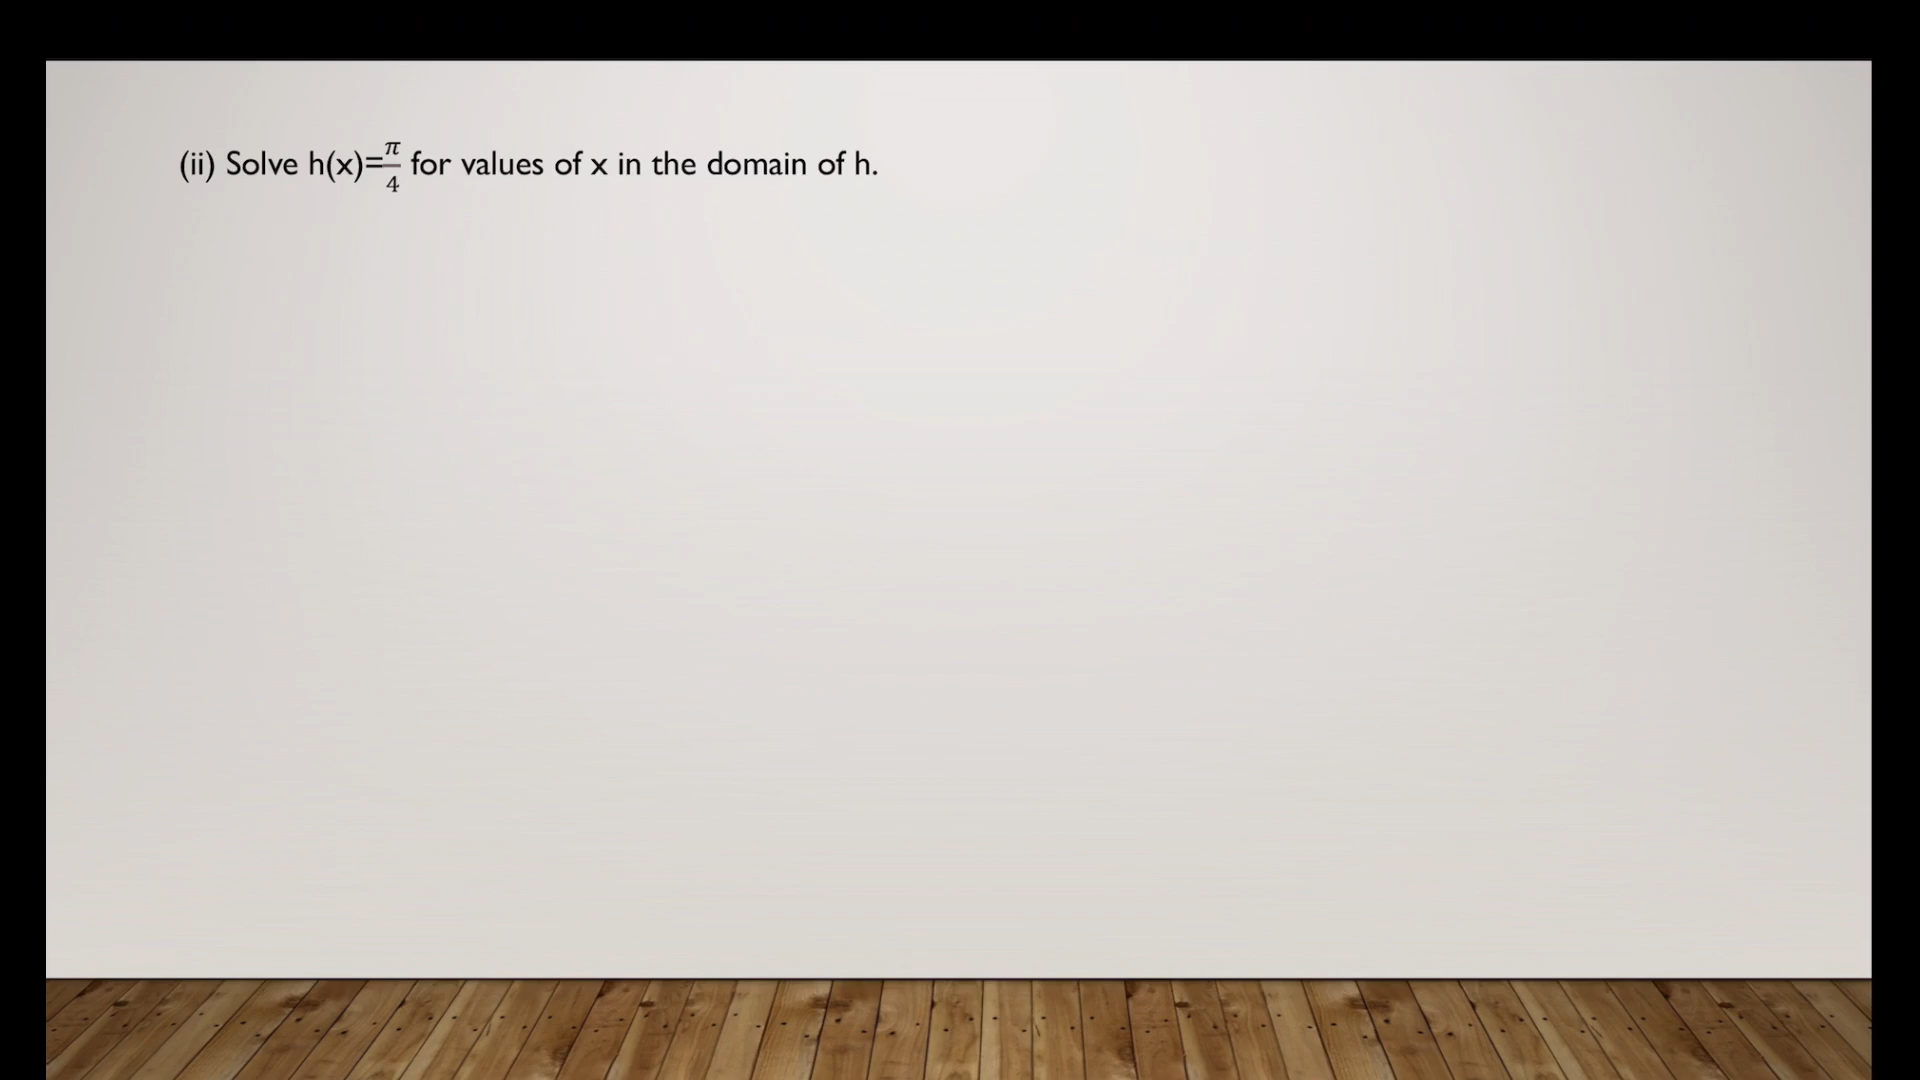 (ii) Solve h(x)=π/4 for values of x in the domain of h.